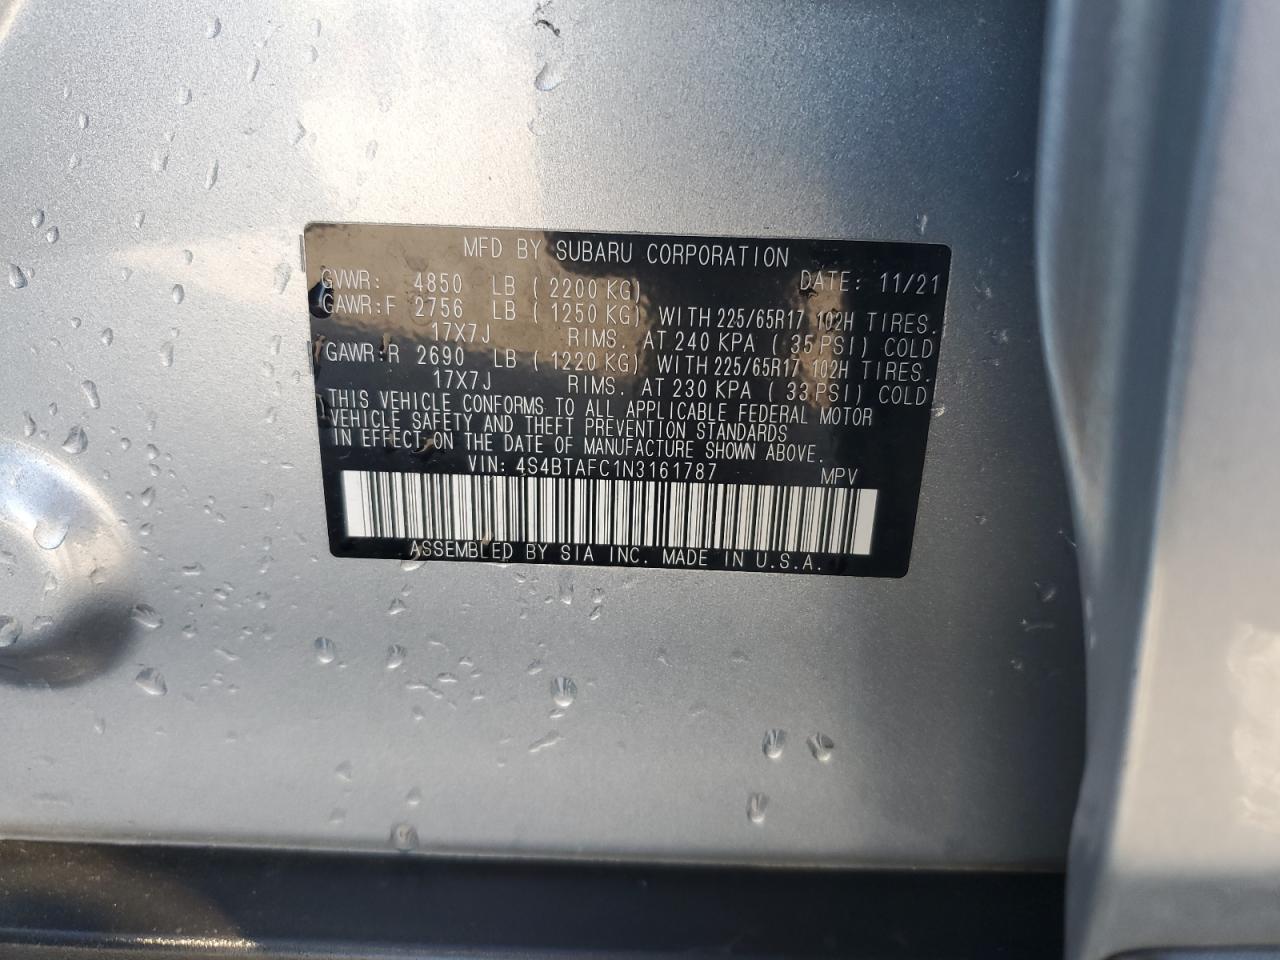 MFD BY SUBARU CORPORATION
GVWR: 4850 LB ( 2200 KG) DATE: 11/21
GAWR:F 2756 LB ( 1250 KG) WITH 225/65R17 102H TIRES.
17X7J RIMS. AT 240 KPA ( 35 PSI) COLD
GAWR:R 2690 LB ( 1220 KG) WITH 225/65R17 102H TIRES.
17X7J RIMS. AT 230 KPA ( 33 PSI) COLD
THIS VEHICLE CONFORMS TO ALL APPLICABLE FEDERAL MOTOR
VEHICLE SAFETY AND THEFT PREVENTION STANDARDS
IN EFFECT ON THE DATE OF MANUFACTURE SHOWN ABOVE.
VIN: 4S4BTAFC1N3161787 MPV
ASSEMBLED BY SIA INC. MADE IN U.S.A.